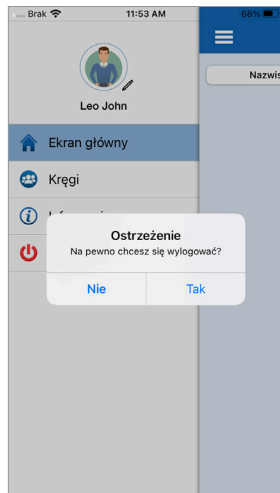 Brak 11:53 AM 68%
Nazwis
Leo John
Ekran główny
Kręgi
Ostrzeżenie
Na pewno chcesz się wylogować?
Nie Tak